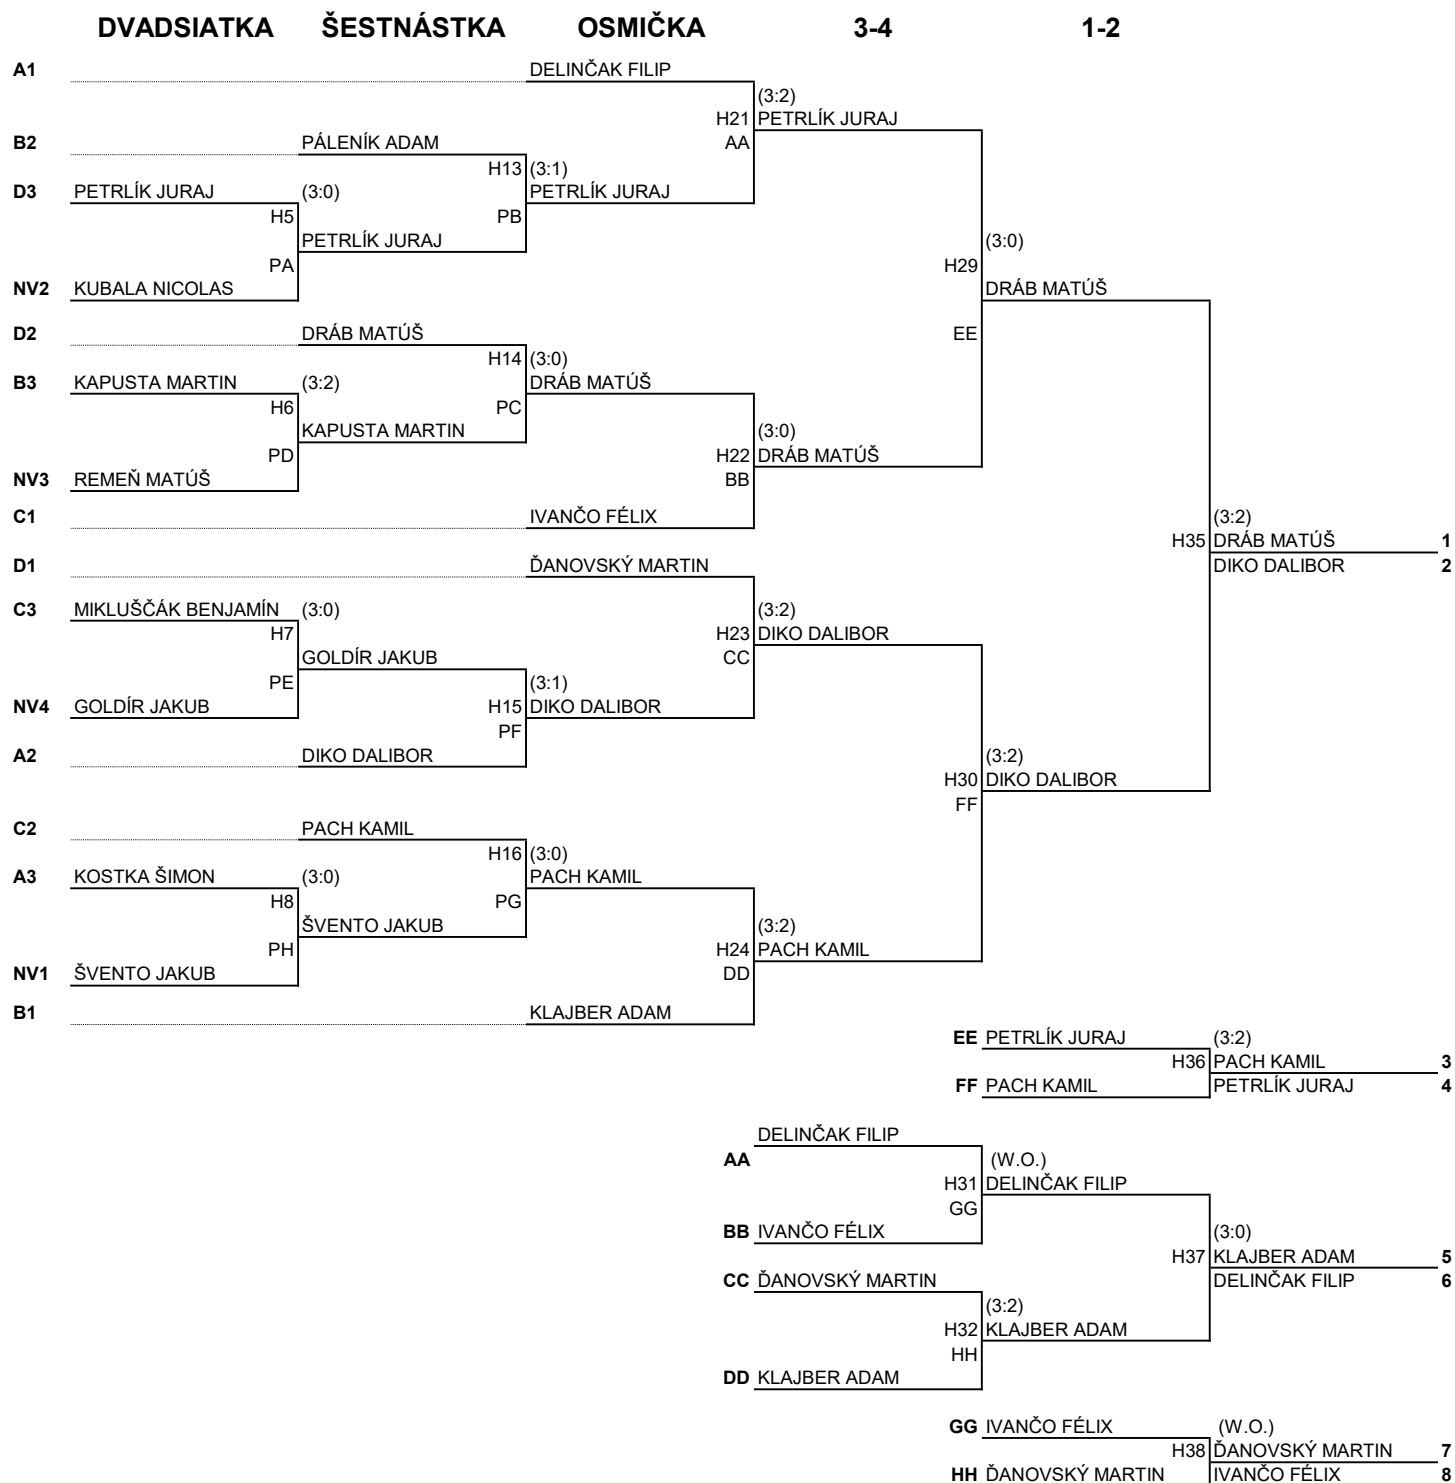 DVADSIATKA ŠESTNÁSTKA OSMIČKA 3-4 1-2
A1 DELINČAK FILIP
(3:2)
H21 PETRLÍK JURAJ
B2 PÁLENÍK ADAM AA
H13 (3:1)
D3 PETRLÍK JURAJ (3:0) PETRLÍK JURAJ
H5 PB
PETRLÍK JURAJ (3:0)
PA H29
NV2 KUBALA NICOLAS DRÁB MATÚŠ
D2 DRÁB MATÚŠ EE
H14 (3:0)
B3 KAPUSTA MARTIN (3:2) DRÁB MATÚŠ
H6 PC
KAPUSTA MARTIN (3:0)
PD H22 DRÁB MATÚŠ
NV3 REMEŇ MATÚŠ BB
C1 IVANČO FÉLIX (3:2)
H35 DRÁB MATÚŠ 1
D1 ĎANOVSKÝ MARTIN DIKO DALIBOR 2
C3 MIKLUŠČÁK BENJAMÍN (3:0) (3:2)
H7 H23 DIKO DALIBOR
GOLDÍR JAKUB CC
PE (3:1)
NV4 GOLDÍR JAKUB H15 DIKO DALIBOR
PF
A2 DIKO DALIBOR (3:2)
H30 DIKO DALIBOR
FF
C2 PACH KAMIL
H16 (3:0)
A3 KOSTKA ŠIMON (3:0) PACH KAMIL
H8 PG
ŠVENTO JAKUB (3:2)
PH H24 PACH KAMIL
NV1 ŠVENTO JAKUB DD
B1 KLAJBER ADAM
EE PETRLÍK JURAJ (3:2)
H36 PACH KAMIL 3
FF PACH KAMIL PETRLÍK JURAJ 4
DELINČAK FILIP
AA (W.O.)
H31 DELINČAK FILIP
GG
BB IVANČO FÉLIX (3:0)
H37 KLAJBER ADAM 5
CC ĎANOVSKÝ MARTIN DELINČAK FILIP 6
(3:2)
H32 KLAJBER ADAM
HH
DD KLAJBER ADAM
GG IVANČO FÉLIX (W.O.)
H38 ĎANOVSKÝ MARTIN 7
HH ĎANOVSKÝ MARTIN IVANČO FÉLIX 8